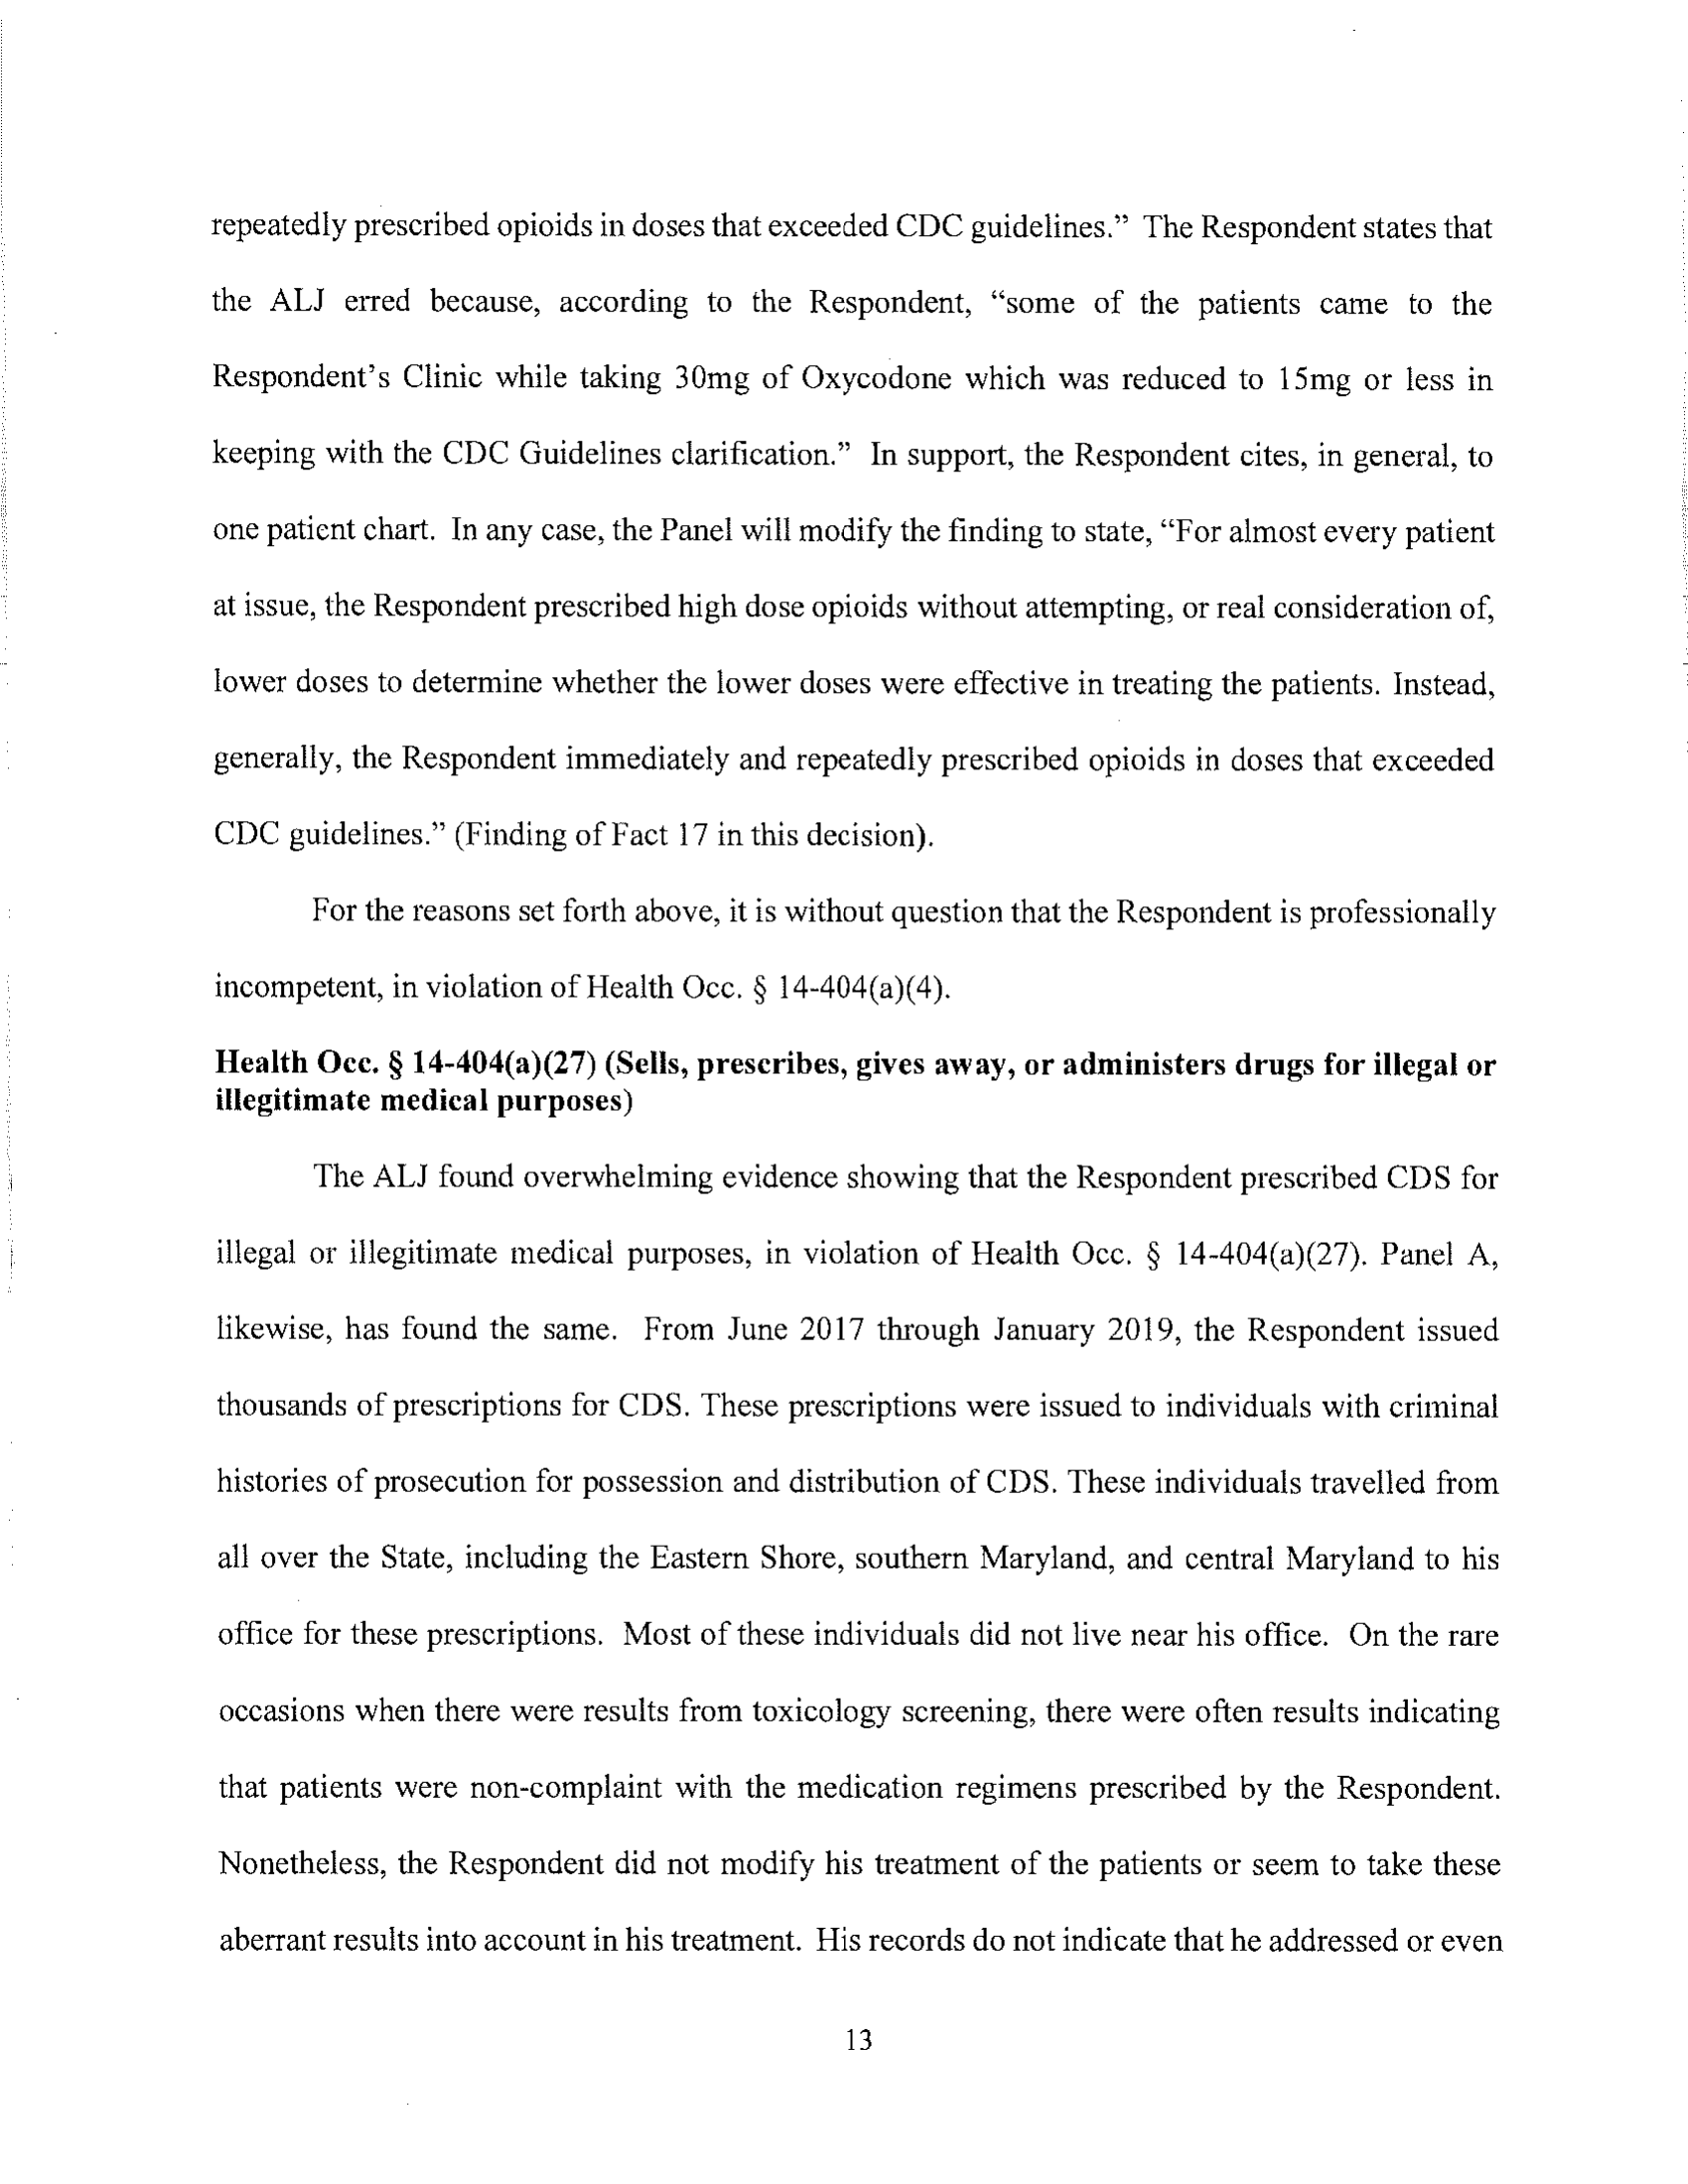 repeatedly prescribed opioids in doses that exceeded CDC guidelines.” The Respondent states that
the ALJ erred because, according to the Respondent, “some of the patients came to the
Respondent’s Clinic while taking 30mg of Oxycodone which was reduced to 15mg or less in
keeping with the CDC Guidelines clarification.” In support, the Respondent cites, in general, to
one patient chart. In any case, the Panel will modify the finding to state, “For almost every patient
at issue, the Respondent prescribed high dose opioids without attempting, or real consideration of,
lower doses to determine whether the lower doses were effective in treating the patients. Instead,
generally, the Respondent immediately and repeatedly prescribed opioids in doses that exceeded
CDC guidelines.” (Finding of Fact 17 in this decision).
For the reasons set forth above, it is without question that the Respondent is professionally
incompetent, in violation of Health Occ. § 14-404(a)(4).
Health Occ. § 14-404(a)(27) (Sells, prescribes, gives away, or administers drugs for illegal or
illegitimate medical purposes)
The ALJ found overwhelming evidence showing that the Respondent prescribed CDS for
illegal or illegitimate medical purposes, in violation of Health Occ. § 14-404(a)(27). Panel A,
likewise, has found the same. From June 2017 through January 2019, the Respondent issued
thousands of prescriptions for CDS. These prescriptions were issued to individuals with criminal
histories of prosecution for possession and distribution of CDS. These individuals travelled from
all over the State, including the Eastern Shore, southern Maryland, and central Maryland to his
office for these prescriptions. Most of these individuals did not live near his office. On the rare
occasions when there were results from toxicology screening, there were often results indicating
that patients were non-complaint with the medication regimens prescribed by the Respondent.
Nonetheless, the Respondent did not modify his treatment of the patients or seem to take these
aberrant results into account in his treatment. His records do not indicate that he addressed or even
13